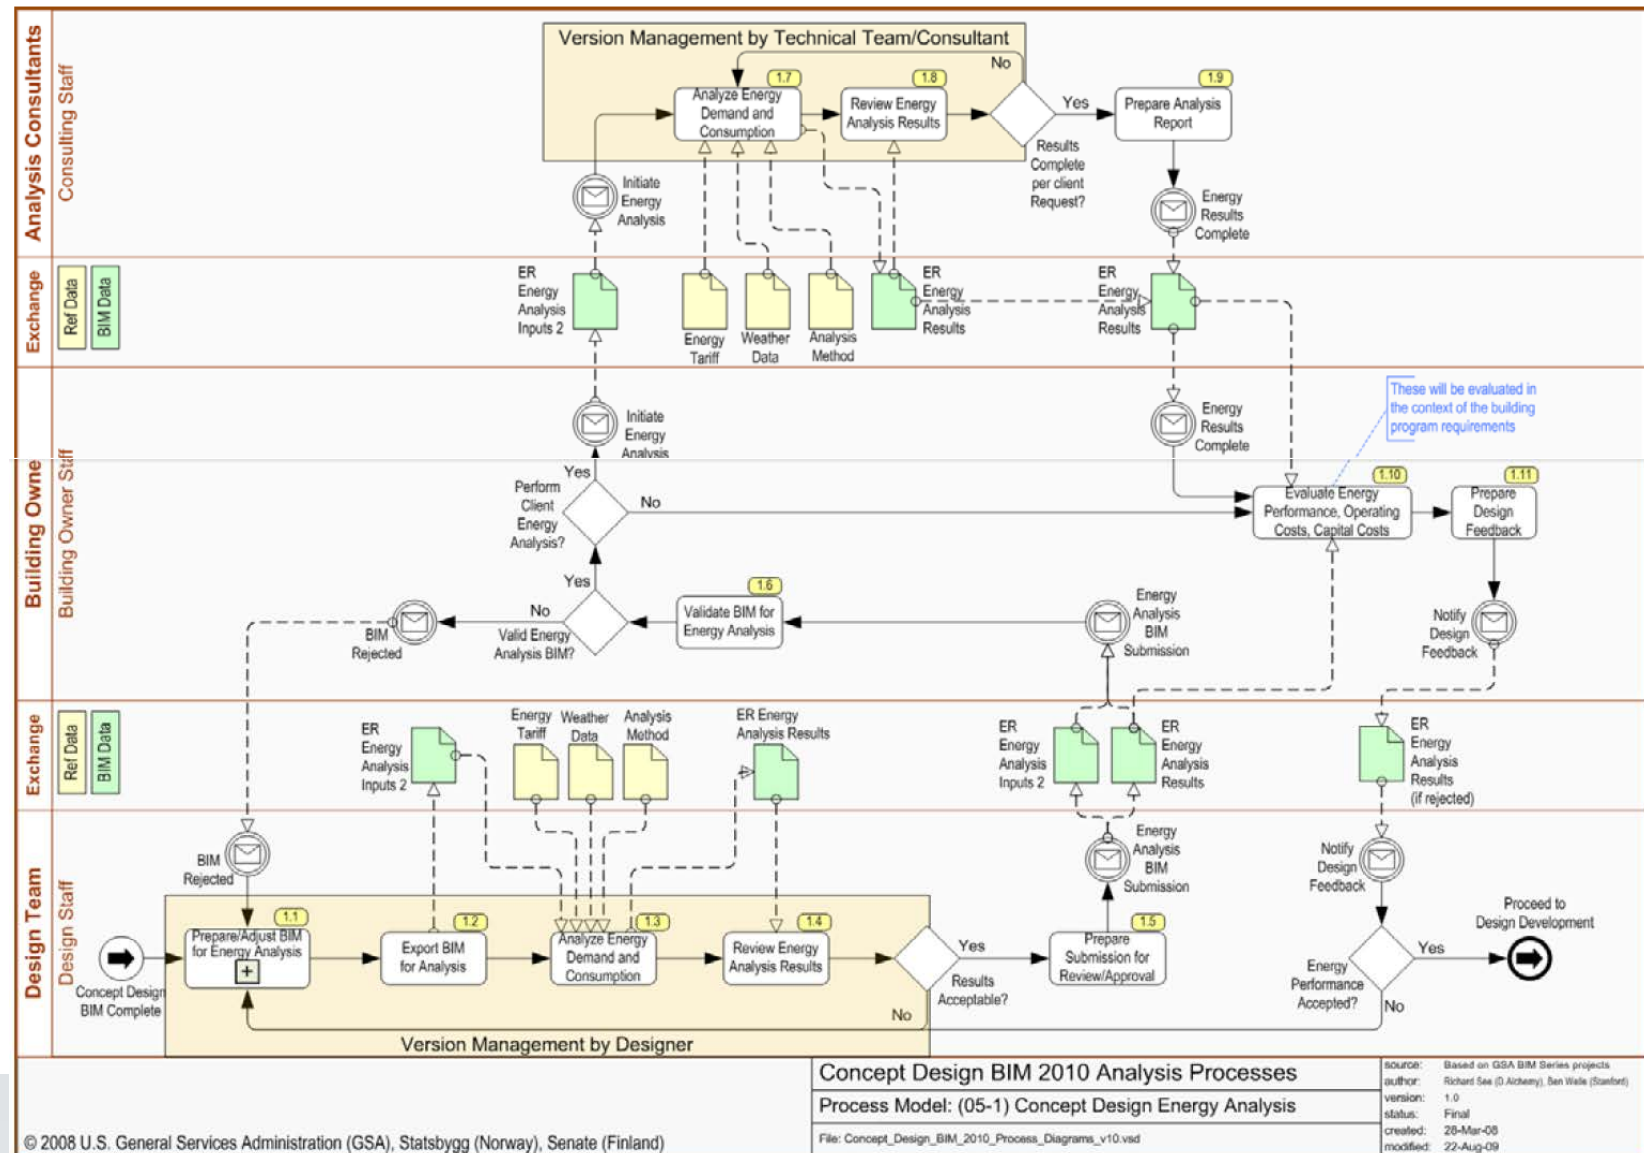 Analysis Consultants
Consulting Staff
Version Management by Technical Team/Consultant
No
1.7
Analyze Energy
Demand and
Consumption
1.8
Review Energy
Analysis Results
Yes
1.9
Prepare Analysis
Report
Results
Complete
per client
Request?
Initiate
Energy
Analysis
Energy
Results
Complete
Exchange
Ref Data
BIM Data
ER
Energy
Analysis
Inputs 2
Energy
Tariff
Weather
Data
Analysis
Method
ER
Energy
Analysis
Results
ER
Energy
Analysis
Results
Building Owne
Building Owner Staff
Initiate
Energy
Analysis
Energy
Results
Complete
These will be evaluated in
the context of the building
program requirements
Yes
Perform
Client
Energy
Analysis?
No
1.10
Evaluate Energy
Performance, Operating
Costs, Capital Costs
1.11
Prepare
Design
Feedback
Yes
No
Valid Energy
Analysis BIM?
1.6
Validate BIM for
Energy Analysis
BIM
Rejected
Energy
Analysis
BIM
Submission
Notify
Design
Feedback
Exchange
Ref Data
BIM Data
ER
Energy
Analysis
Inputs 2
Energy
Tariff
Weather
Data
Analysis
Method
ER Energy
Analysis Results
ER
Energy
Analysis
Inputs 2
ER
Energy
Analysis
Results
ER
Energy
Analysis
Results
(if rejected)
Design Team
Design Staff
BIM
Rejected
Energy
Analysis
BIM
Submission
Notify
Design
Feedback
Concept Design
BIM Complete
1.1
Prepare/Adjust BIM
for Energy Analysis
1.2
Export BIM
for Analysis
1.3
Analyze Energy
Demand and
Consumption
1.4
Review Energy
Analysis Results
Yes
Results
Acceptable?
No
1.5
Prepare
Submission for
Review/Approval
Energy
Performance
Accepted?
Yes
No
Proceed to
Design Development
Version Management by Designer
© 2008 U.S. General Services Administration (GSA), Statsbygg (Norway), Senate (Finland)
Concept Design BIM 2010 Analysis Processes
Process Model: (05-1) Concept Design Energy Analysis
File: Concept_Design_BIM_2010_Process_Diagrams_v10.vsd
source: Based on GSA BIM Series projects
author: Richard See (D.Alchemy), Ben Welle (Stanford)
version: 1.0
status: Final
created: 28-Mar-08
modified: 22-Aug-09